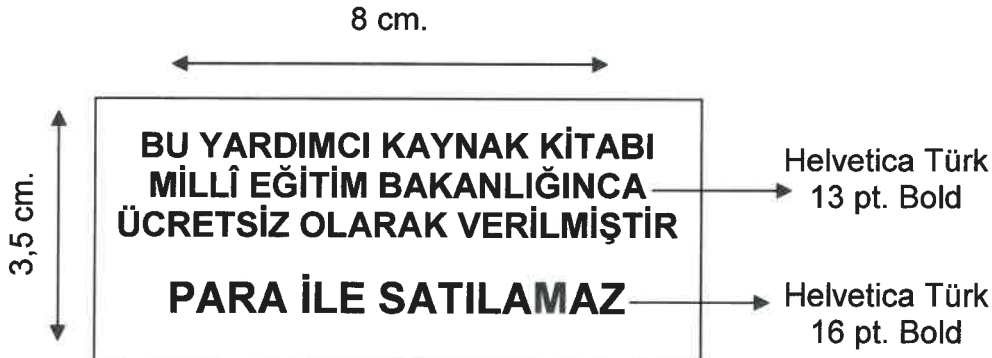 8 cm.
3,5 cm.
BU YARDIMCI KAYNAK KİTABI
MİLLÎ EĞİTİM BAKANLIĞINCA
ÜCRETSİZ OLARAK VERİLMİŞTİR
PARA İLE SATILAMAZ
Helvetica Türk
13 pt. Bold
Helvetica Türk
16 pt. Bold